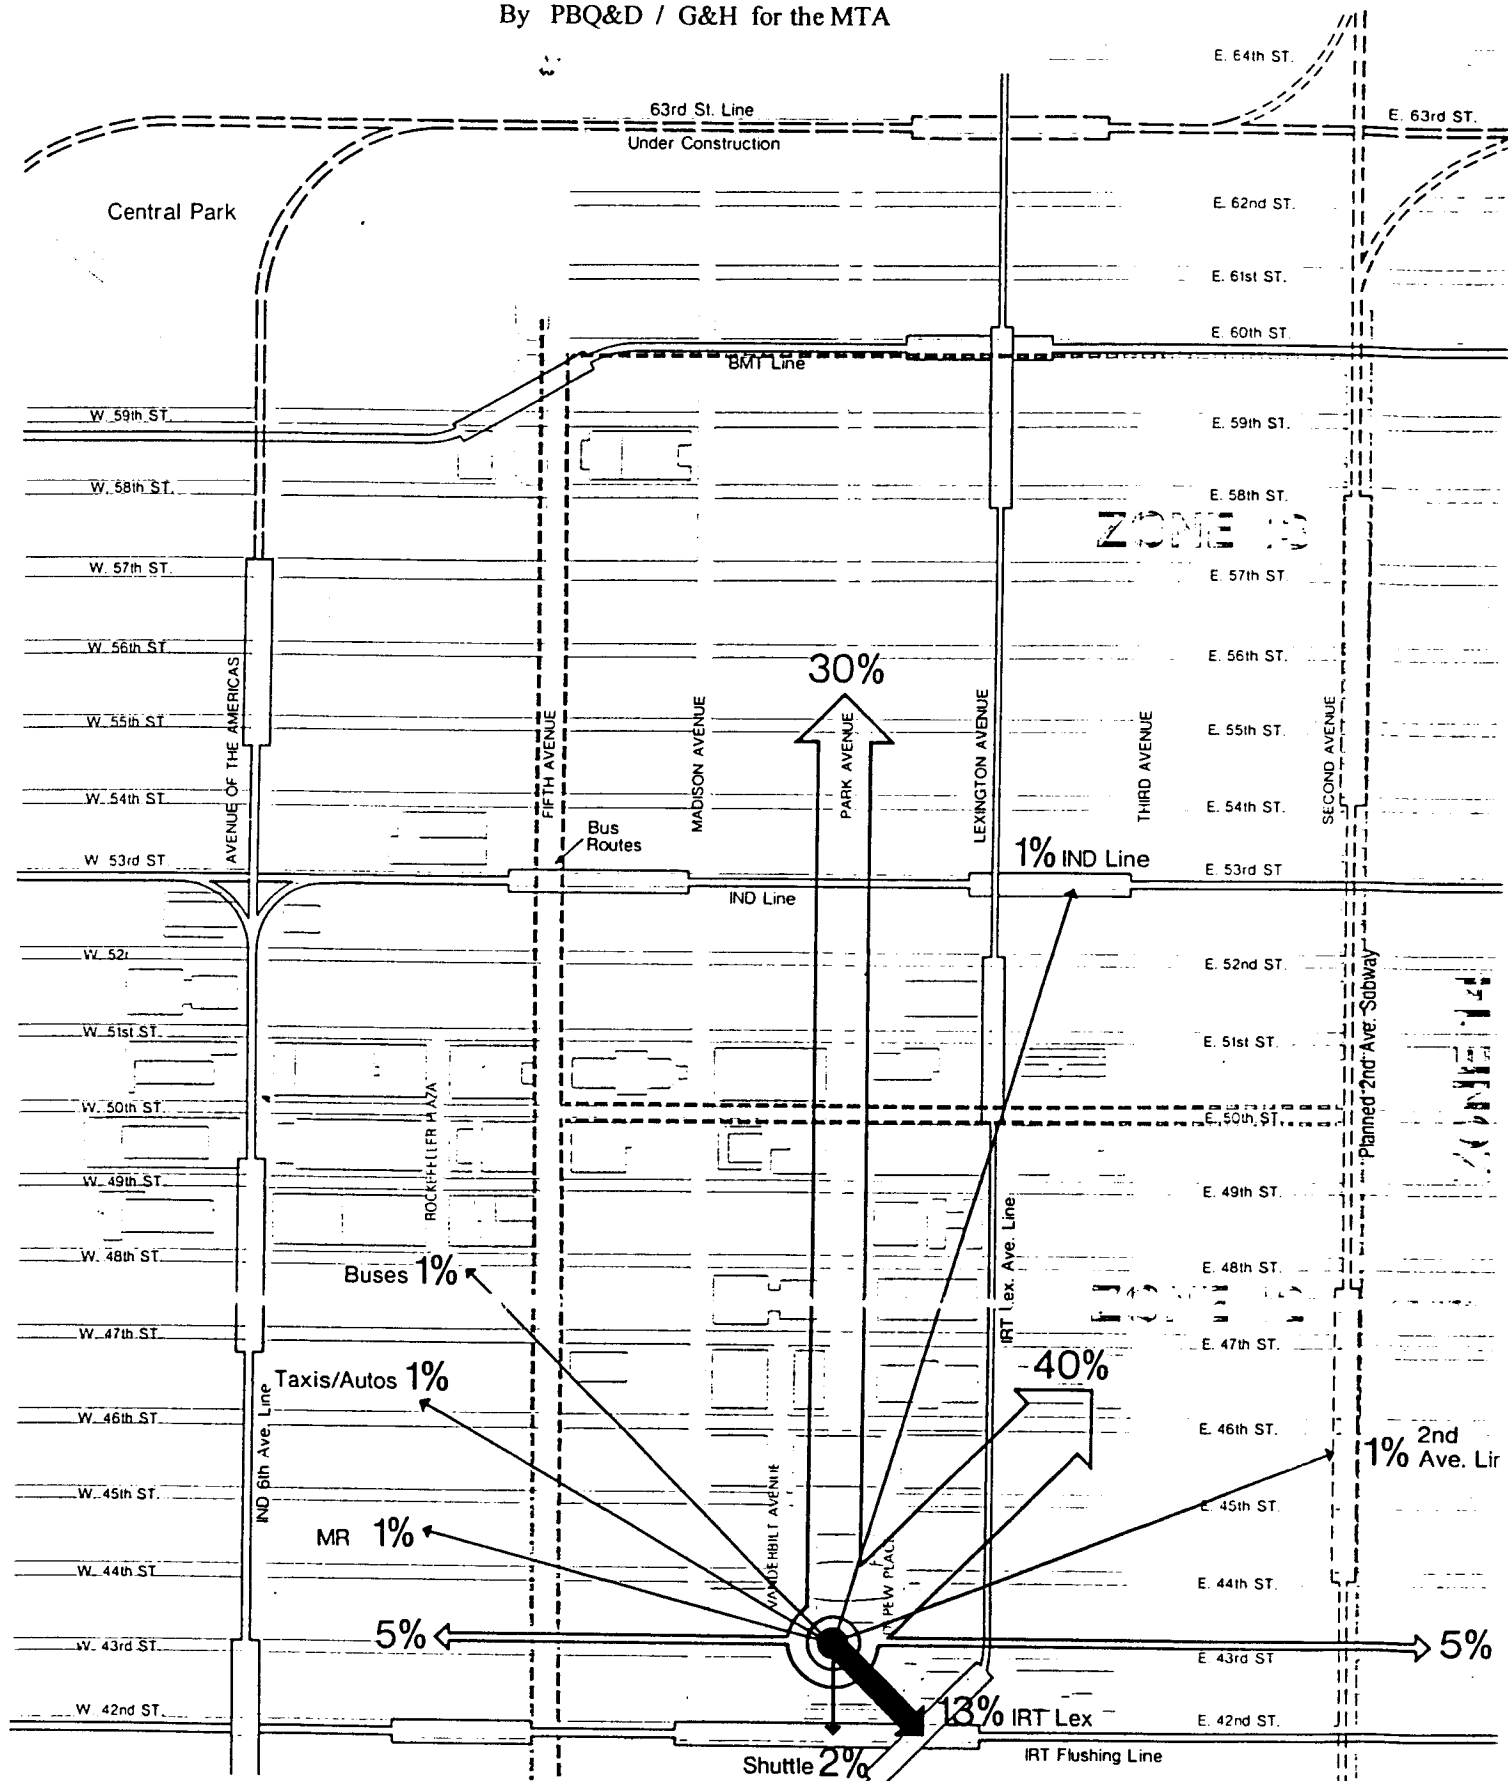 By PBQ&D / G&H for the MTA
E. 64th ST.
63rd St. Line
E. 63rd ST.
Under Construction
Central Park
E. 62nd ST.
E. 61st ST.
E. 60th ST.
BMT Line
W. 59th ST.
E. 59th ST.
W. 58th ST.
E. 58th ST.
ZONE
W. 57th ST.
E. 57th ST.
W. 56th ST.
E. 56th ST.
30%
AVENUE OF THE AMERICAS
FIFTH AVENUE
MADISON AVENUE
PARK AVENUE
LEXINGTON AVENUE
THIRD AVENUE
SECOND AVENUE
W. 55th ST.
E. 55th ST.
W. 54th ST.
E. 54th ST.
Bus
Routes
1% IND Line
W. 53rd ST.
E. 53rd ST
IND Line
W. 52
E. 52nd ST.
Planned 2nd Ave. Subway
W. 51st ST.
E. 51st ST.
W. 50th ST.
E. 50th ST.
ROCKEFELLER PLAZA
W. 49th ST.
E. 49th ST.
IRT Lex. Ave. Line
W. 48th ST.
E. 48th ST.
Buses 1%
W. 47th ST.
E. 47th ST.
40%
Taxis/Autos 1%
W. 46th ST.
E. 46th ST.
1% 2nd
Ave. Lin
IND 6th Ave. Line
VANDERBILT AVENUE
W. 45th ST.
E. 45th ST.
MR 1%
PEW PLACE
W. 44th ST
E. 44th ST.
5%
5%
W. 43rd ST.
E. 43rd ST
W. 42nd ST.
13% IRT Lex
E. 42nd ST.
Shuttle 2%
IRT Flushing Line